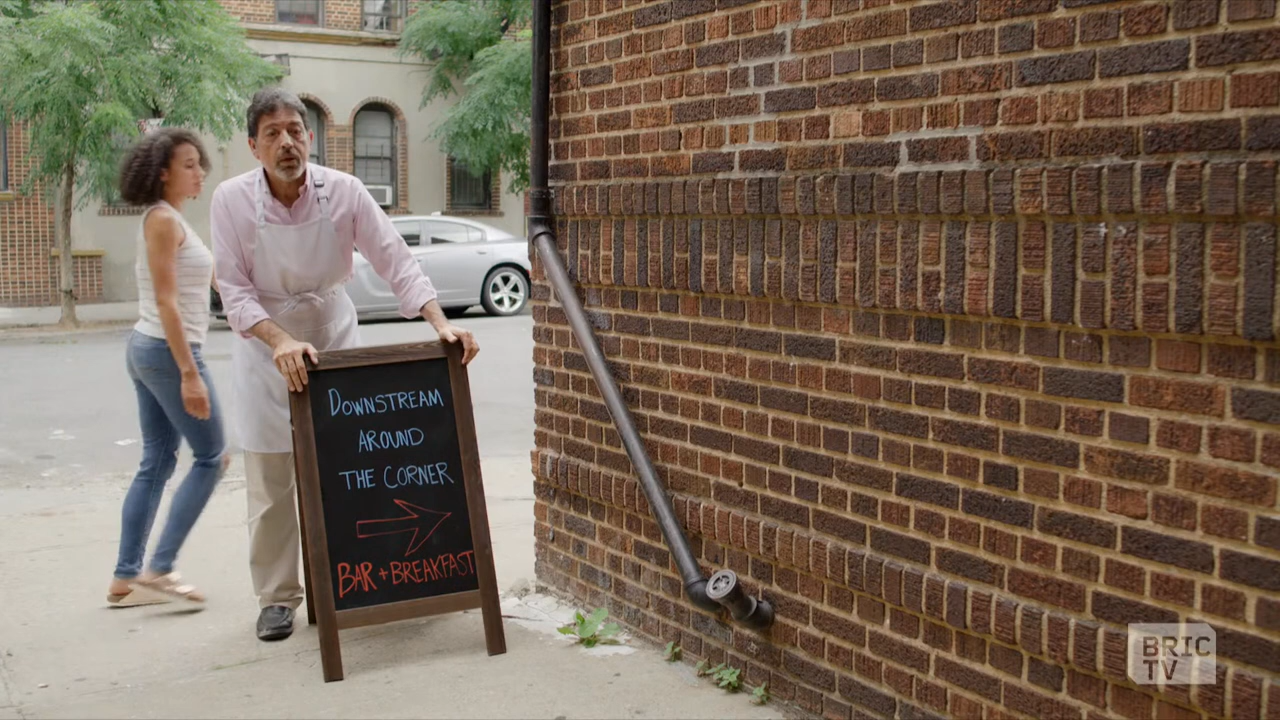 DOWNSTREAM
AROUND
THE CORNER
BAR + BREAKFAST
BRIC
TV